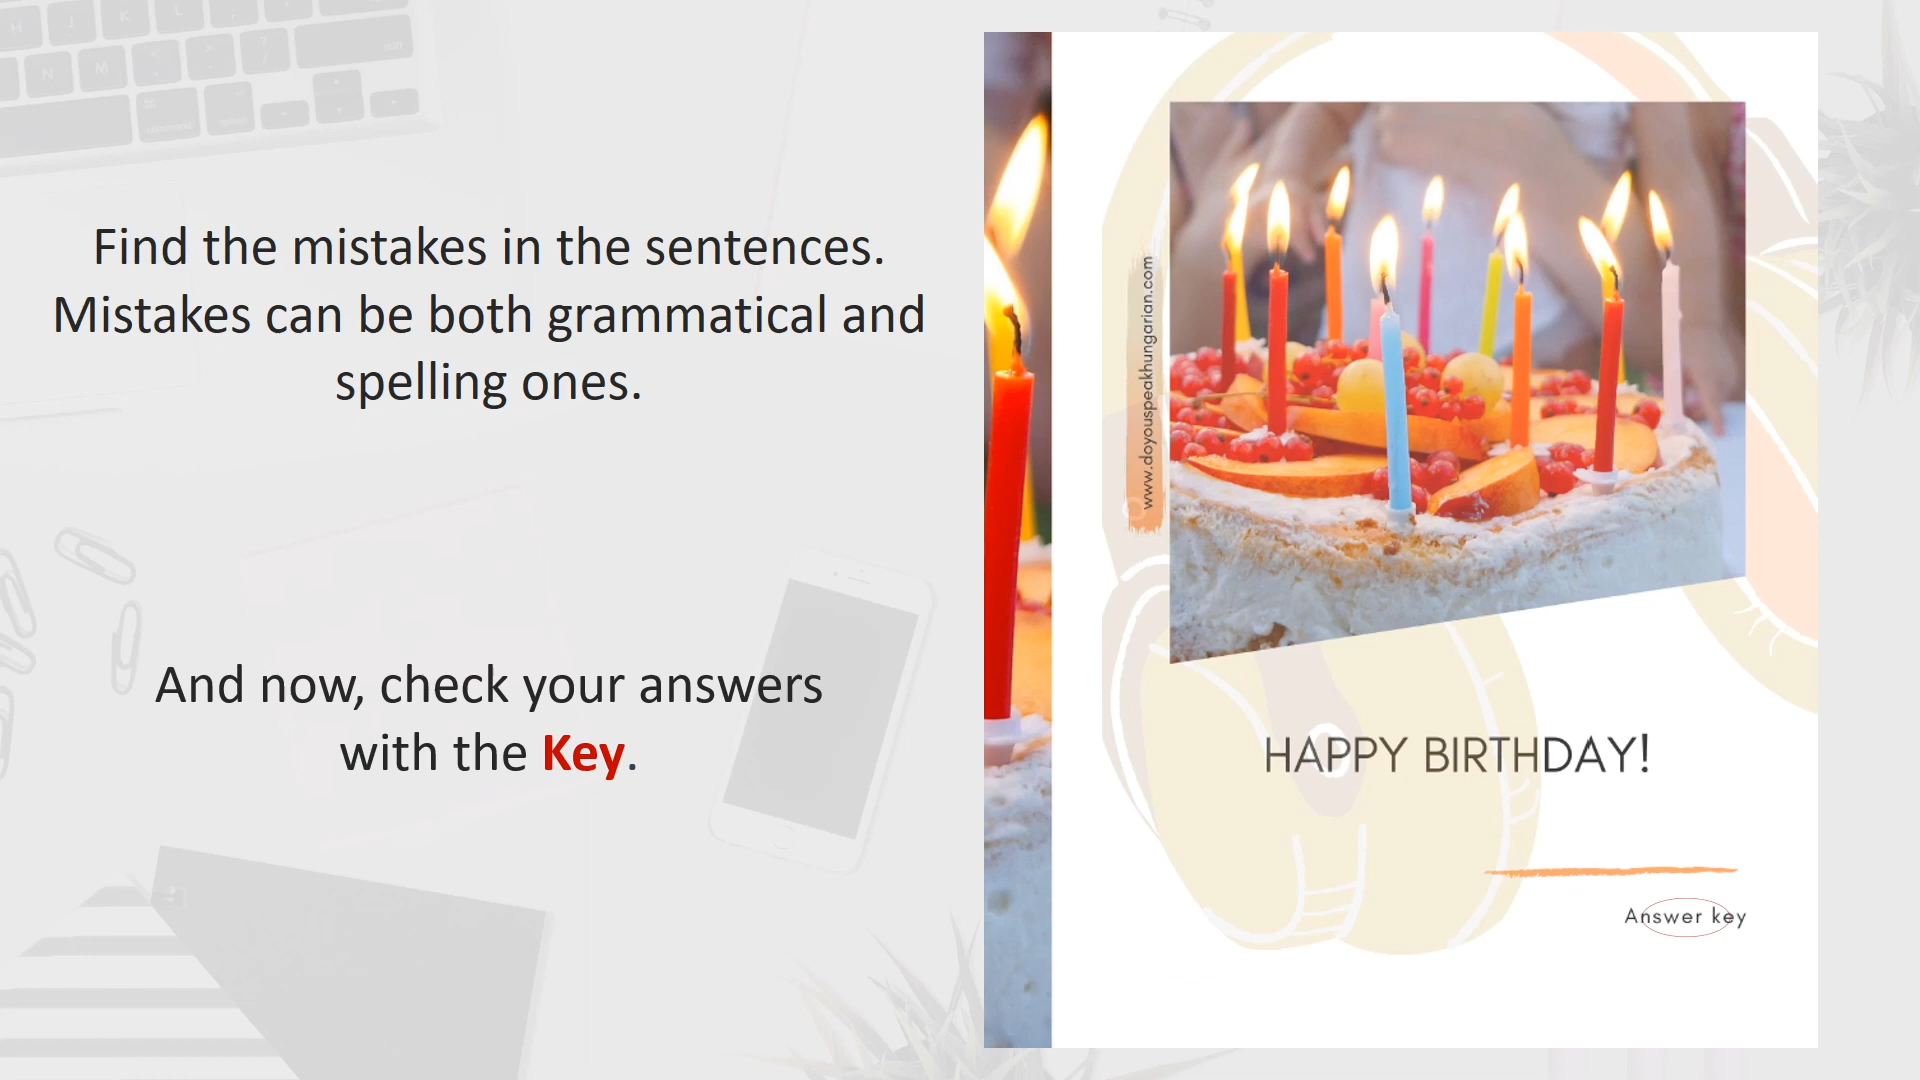 Find the mistakes in the sentences.
Mistakes can be both grammatical and
spelling ones.
And now, check your answers
with the Key.
www.doyouspeakhungarian.com
HAPPY BIRTHDAY!
Answer key